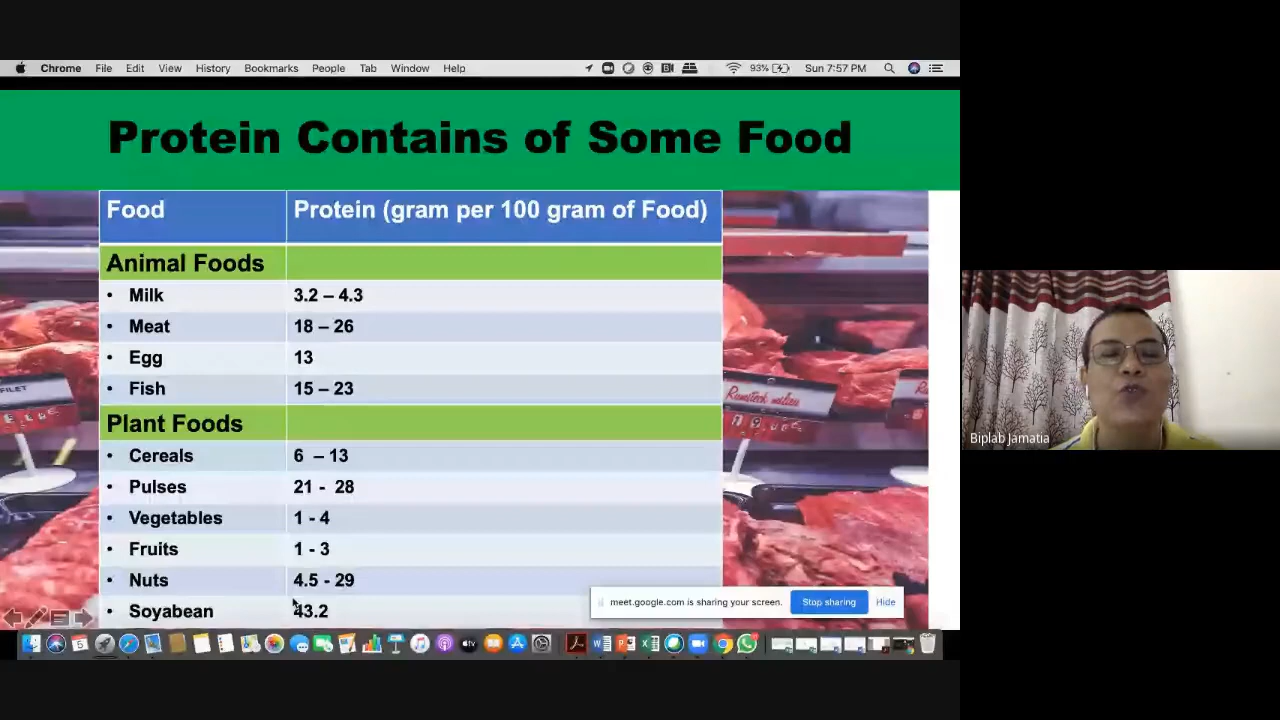 Chrome File Edit View History Bookmarks People Tab Window Help 93% Sun 7:57 PM
Protein Contains of Some Food
Food Protein (gram per 100 gram of Food)
Animal Foods
• Milk 3.2 – 4.3
• Meat 18 – 26
• Egg 13
• Fish 15 – 23
Plant Foods
• Cereals 6 – 13
• Pulses 21 - 28
• Vegetables 1 - 4
• Fruits 1 - 3
• Nuts 4.5 - 29
• Soyabean 43.2
meet.google.com is sharing your screen. Stop sharing Hide
Biplab Jamatia